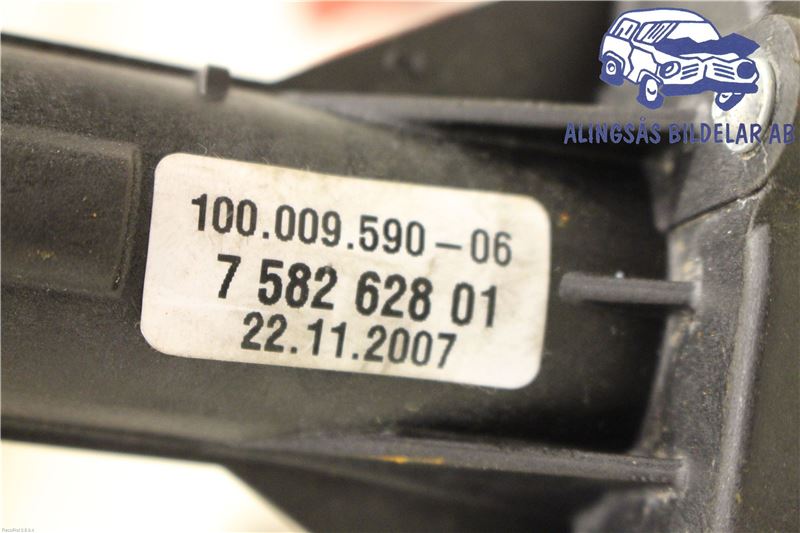 ALINGSÅS BILDELAR AB
100.009.590-06
7 582 628 01
22.11.2007